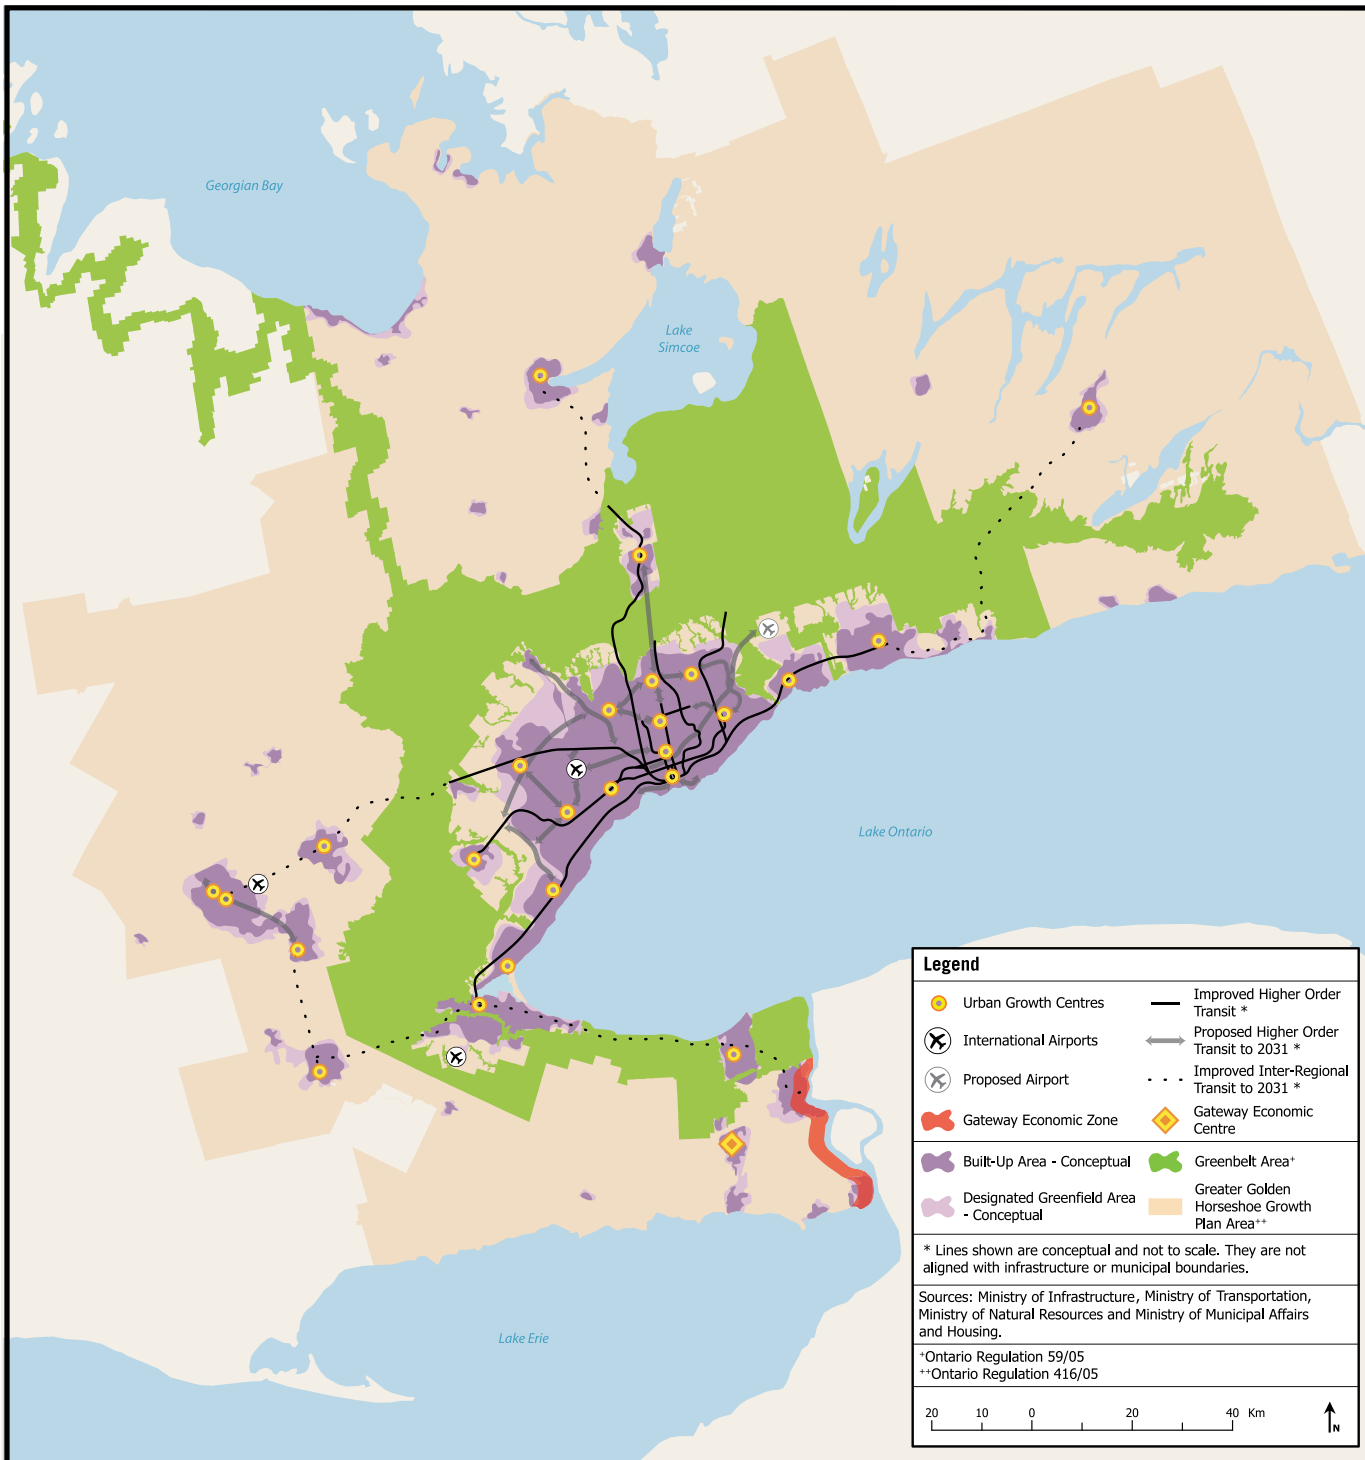 Georgian Bay
Lake
Simcoe
Lake Ontario
Lake Erie
Legend
Urban Growth Centres
Improved Higher Order
Transit *
International Airports
Proposed Higher Order
Transit to 2031 *
Proposed Airport
Improved Inter-Regional
Transit to 2031 *
Gateway Economic Zone
Gateway Economic
Centre
Built-Up Area - Conceptual
Greenbelt Area+
Designated Greenfield Area
- Conceptual
Greater Golden
Horseshoe Growth
Plan Area++
* Lines shown are conceptual and not to scale. They are not
aligned with infrastructure or municipal boundaries.
Sources: Ministry of Infrastructure, Ministry of Transportation,
Ministry of Natural Resources and Ministry of Municipal Affairs
and Housing.
+Ontario Regulation 59/05
++Ontario Regulation 416/05
20 10 0 20 40 Km
N